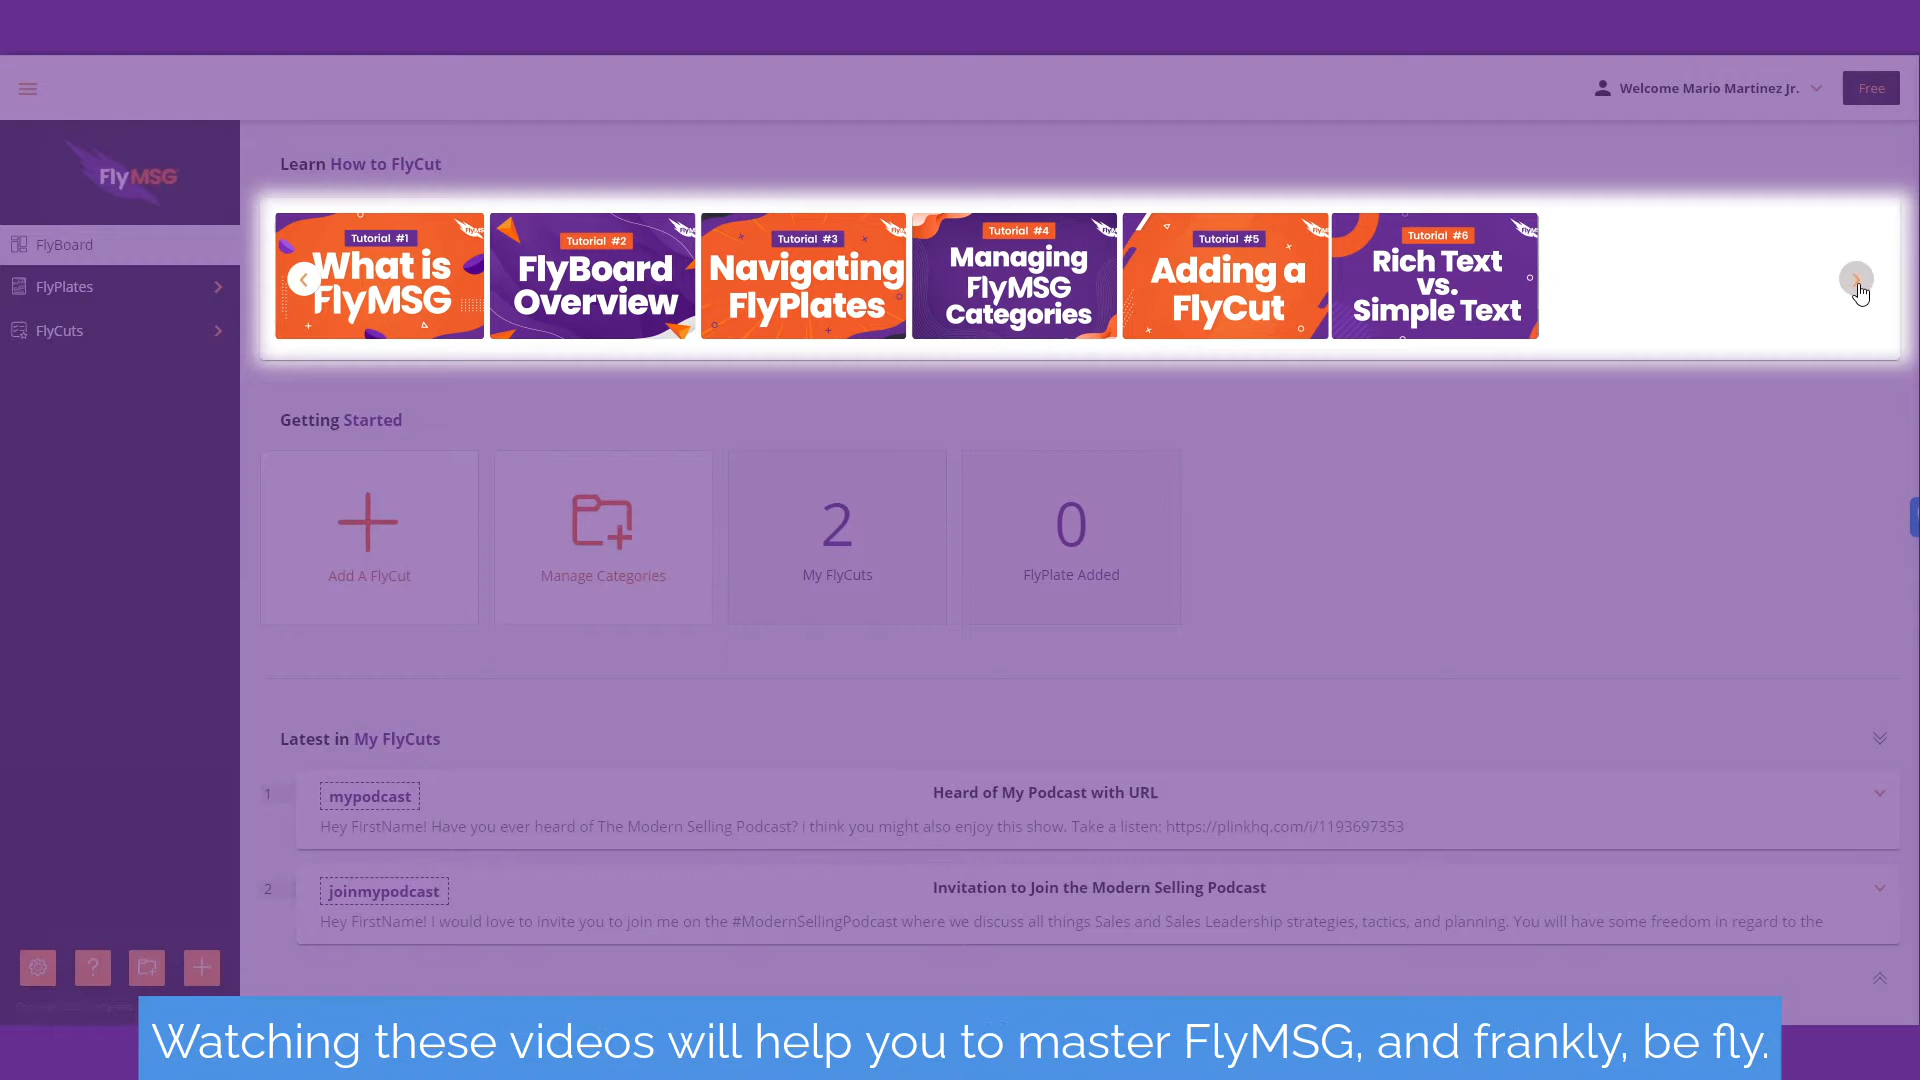 Welcome Mario Martinez Jr.
Free
FlyMSG
Learn How to FlyCut
FlyBoard
FlyPlates
FlyCuts
Tutorial #1
What is
FlyMSG
Tutorial #2
FlyBoard
Overview
Tutorial #3
Navigating
FlyPlates
Tutorial #4
Managing
FlyMSG
Categories
Tutorial #5
Adding a
FlyCut
Tutorial #6
Rich Text
vs.
Simple Text
Getting Started
Add A FlyCut
Manage Categories
2
My FlyCuts
0
FlyPlate Added
Latest in My FlyCuts
1
mypodcast
Heard of My Podcast with URL
Hey FirstName! Have you ever heard of The Modern Selling Podcast? I think you might also enjoy this show. Take a listen: https://plinkhq.com/i/1193697353
2
joinmypodcast
Invitation to Join the Modern Selling Podcast
Hey FirstName! I would love to invite you to join me on the #ModernSellingPodcast where we discuss all things Sales and Sales Leadership strategies, tactics, and planning. You will have some freedom in regard to the
Watching these videos will help you to master FlyMSG, and frankly, be fly.